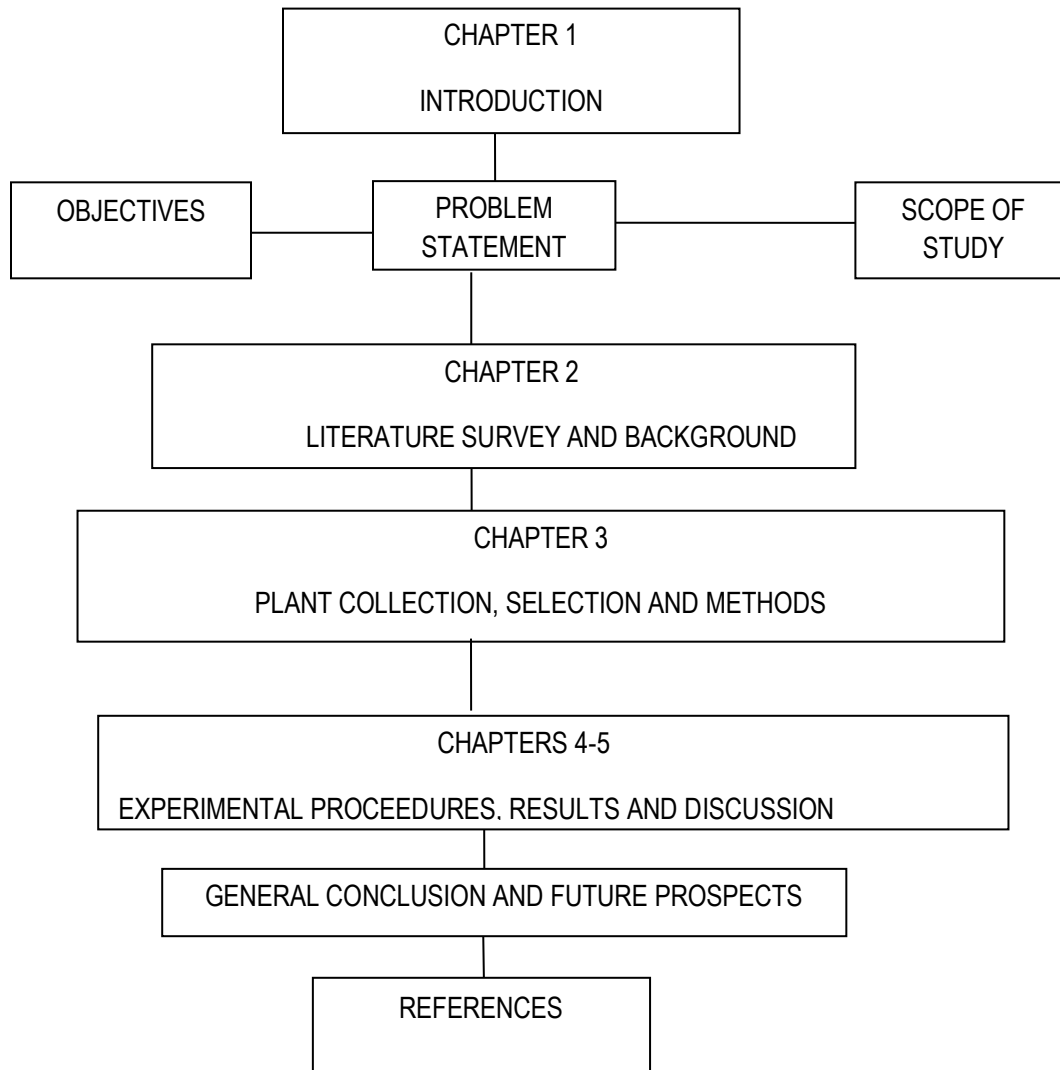 CHAPTER 1
INTRODUCTION
OBJECTIVES
PROBLEM
STATEMENT
SCOPE OF
STUDY
CHAPTER 2
LITERATURE SURVEY AND BACKGROUND
CHAPTER 3
PLANT COLLECTION, SELECTION AND METHODS
CHAPTERS 4-5
EXPERIMENTAL PROCEEDURES, RESULTS AND DISCUSSION
GENERAL CONCLUSION AND FUTURE PROSPECTS
REFERENCES